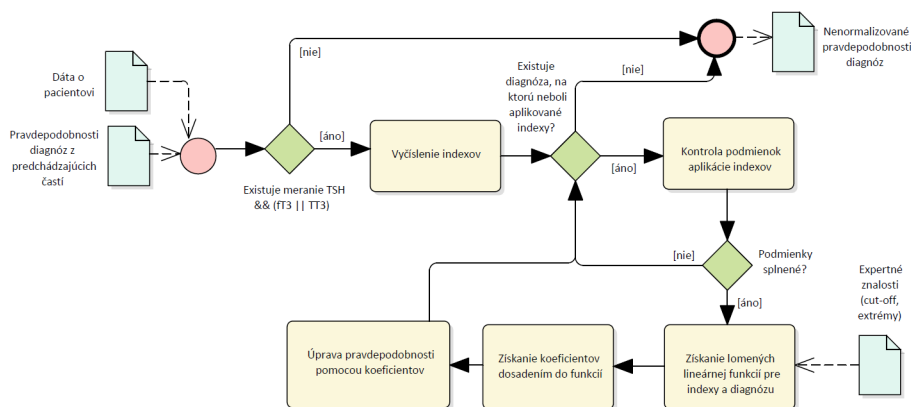 Nenormalizované
pravdepodobnosti
diagnóz
[nie]
Existuje
diagnóza, na
ktorú neboli
aplikované
indexy?
[nie]
Dáta o
pacientovi
Pravdepodobnosti
diagnóz z
predchádzajúcich
častí
[áno]
Vyčíslenie indexov
[áno]
Kontrola podmienok
aplikácie indexov
Existuje meranie TSH
&& (fT3 || TT3)
[nie]
Podmienky
splnené?
[áno]
Expertné
znalosti
(cut-off,
extrémy)
Úprava pravdepodobnosti
pomocou koeficientov
Získanie koeficientov
dosadením do funkcií
Získanie lomených
lineárnej funkcií pre
indexy a diagnózu